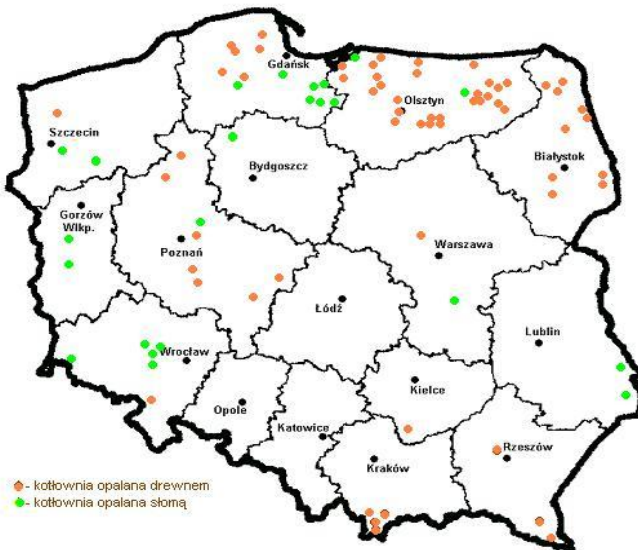 Gdańsk
Olsztyn
Szczecin
Białystok
Bydgoszcz
Gorzów
Wlkp.
Poznań
Warszawa
Łódź
Lublin
Wrocław
Kielce
Opole
Katowice
Rzeszów
Kraków
- kotłownia opalana drewnem
- kotłownia opalana słomą